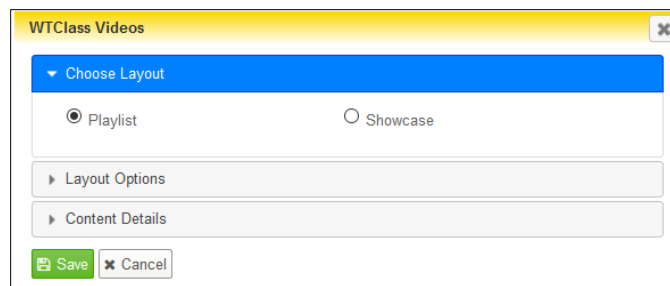 WTClass Videos
Choose Layout
Playlist Showcase
Layout Options
Content Details
Save Cancel